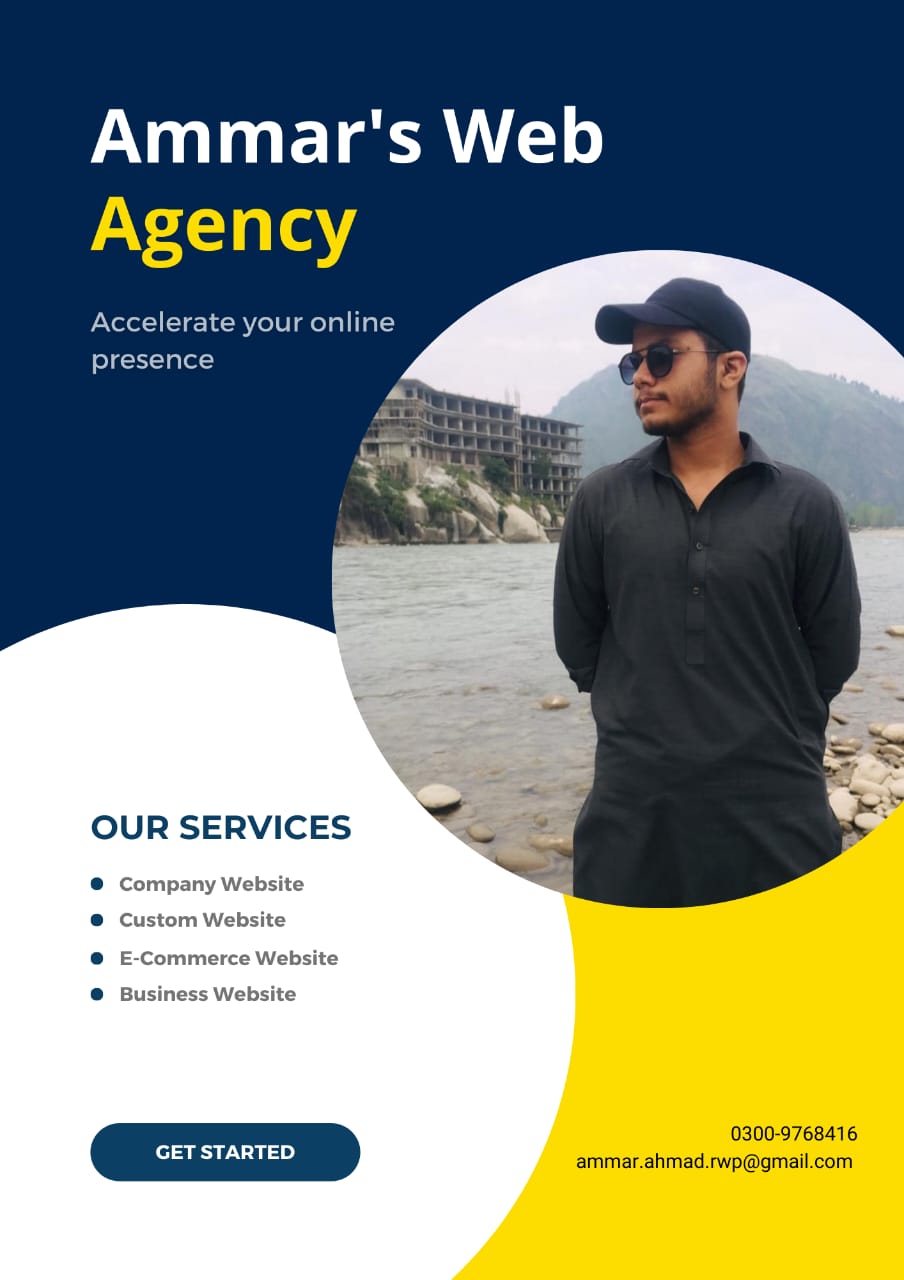 Ammar's Web
Agency
Accelerate your online
presence
OUR SERVICES
Company Website
Custom Website
E-Commerce Website
Business Website
GET STARTED
0300-9768416
ammar.ahmad.rwp@gmail.com